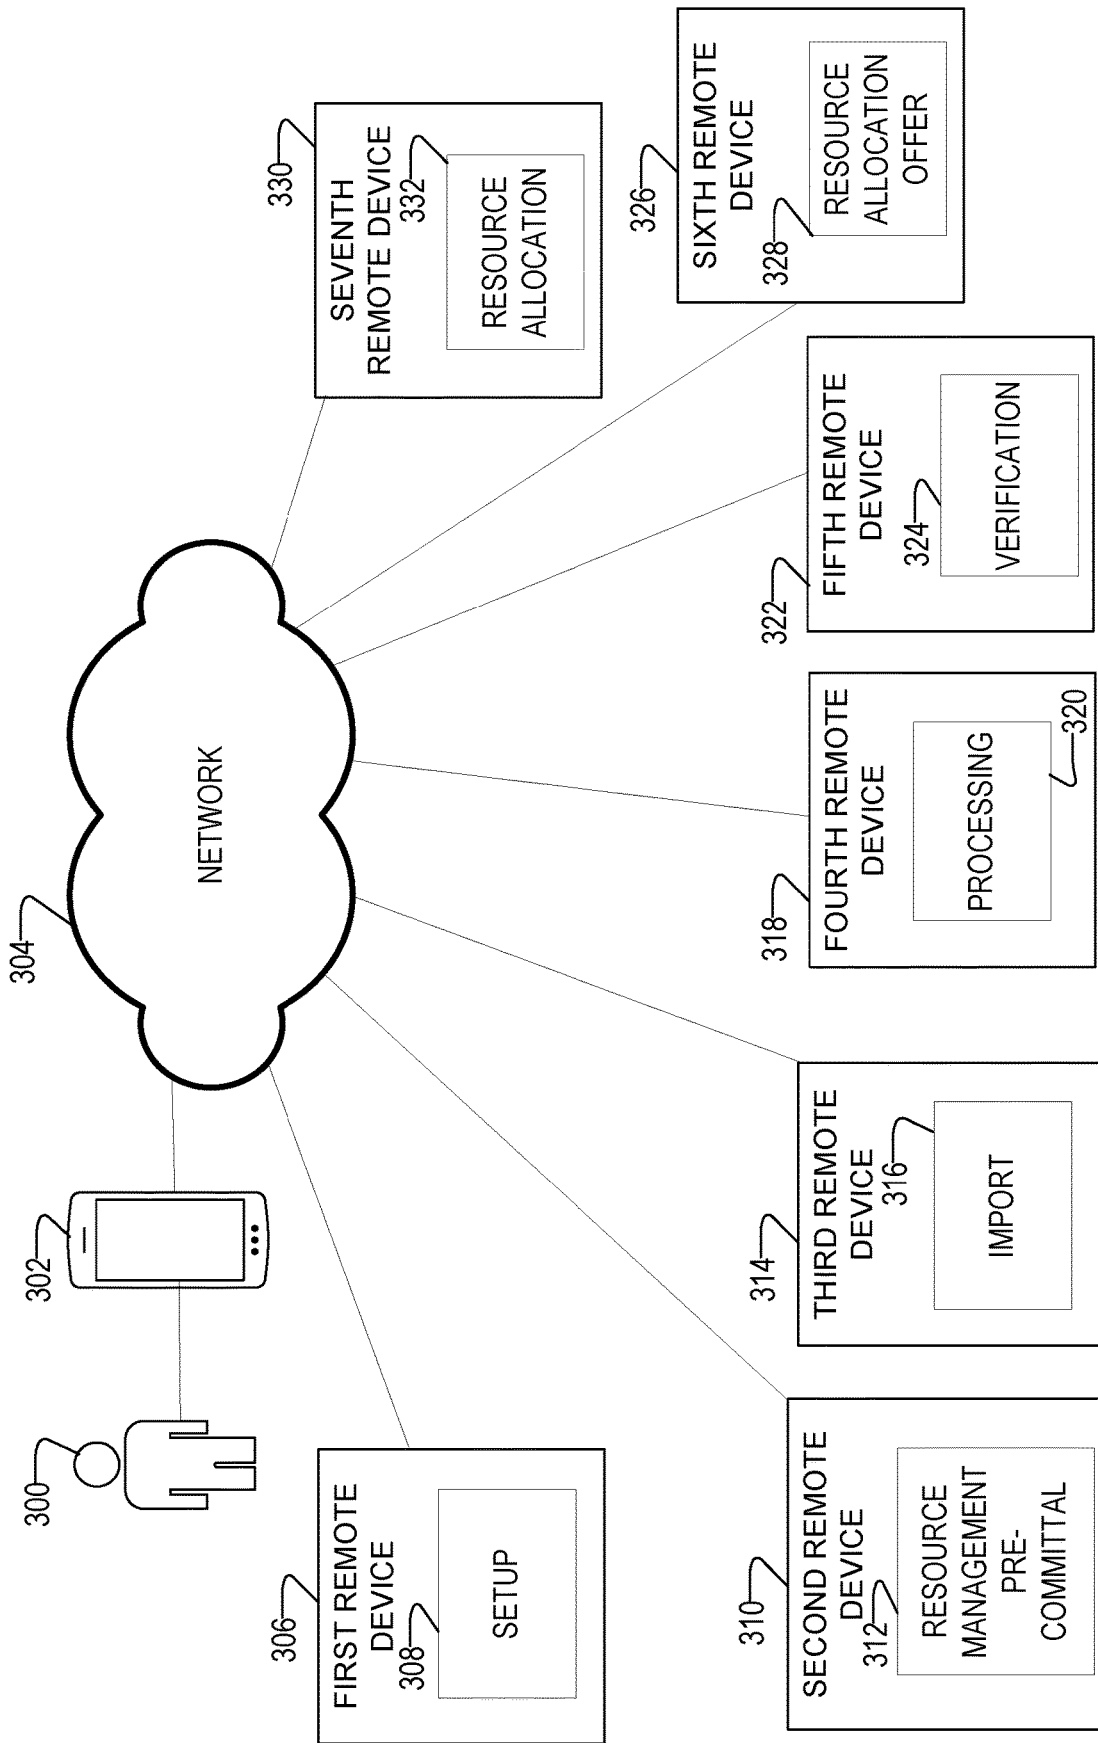 300
302
304
NETWORK
306
FIRST REMOTE
DEVICE
308
SETUP
310
SECOND REMOTE
DEVICE
312
RESOURCE
MANAGEMENT
PRE-
COMMITTAL
314
THIRD REMOTE
DEVICE
316
IMPORT
318
FOURTH REMOTE
DEVICE
PROCESSING
320
322
FIFTH REMOTE
DEVICE
324
VERIFICATION
326
SIXTH REMOTE
DEVICE
328
RESOURCE
ALLOCATION
OFFER
330
SEVENTH
REMOTE DEVICE
332
RESOURCE
ALLOCATION